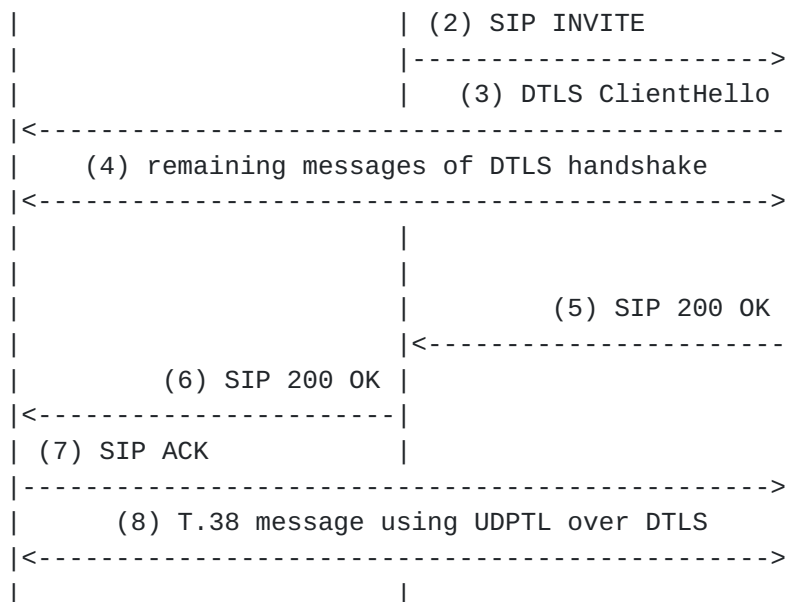 |                        | (2) SIP INVITE
|                        |----------------------->
|                        |   (3) DTLS ClientHello
|<------------------------------------------------
|    (4) remaining messages of DTLS handshake
|<----------------------------------------------->
|                        |
|                        |
|                        |         (5) SIP 200 OK
|                        |<-----------------------
|         (6) SIP 200 OK |
|<-----------------------|
| (7) SIP ACK            |
|------------------------------------------------>
|      (8) T.38 message using UDPTL over DTLS
|<----------------------------------------------->
|                        |